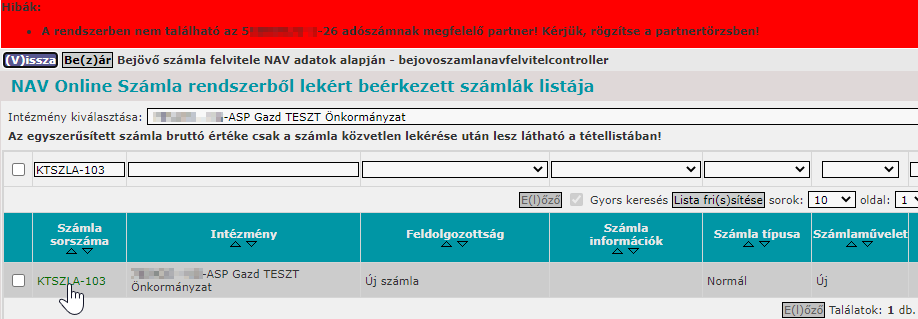 Hibák:
• A rendszerben nem található az 5 -26 adószámnak megfelelő partner! Kérjük, rögzítse a partnertörzsben!
(V)issza Be(z)ár Bejövő számla felvitele NAV adatok alapján - bejovoszamlanavfelvitelcontroller
NAV Online Számla rendszerből lekért beérkezett számlák listája
Intézmény kiválasztása: -ASP Gazd TESZT Önkormányzat
Az egyszerűsített számla bruttó értéke csak a számla közvetlen lekérése után lesz látható a tétellistában!
KTSZLA-103
E(l)őző Gyors keresés Lista fri(s)sítése sorok: 10 oldal: 1
Számla sorszáma Intézmény Feldolgozottság Számla információk Számla típusa Számlaművelet
KTSZLA-103 -ASP Gazd TESZT Önkormányzat Új számla Normál Új
E(l)őző Találatok: 1 db.